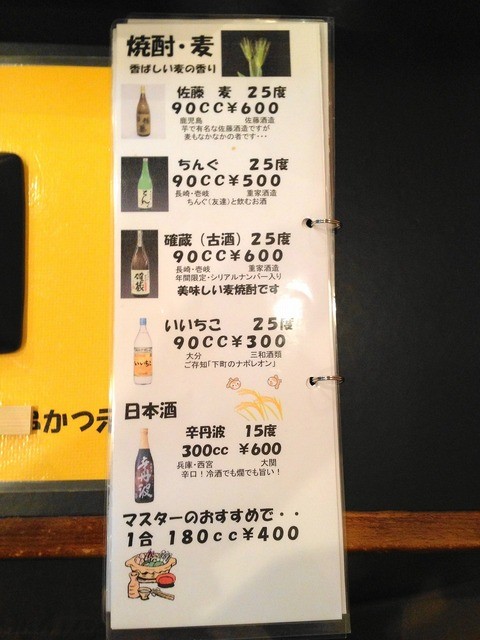 焼酎・麦
香ばしい麦の香り
佐藤　麦　25度
90cc¥600
鹿児島　佐藤酒造
芋で有名な佐藤酒造ですが
麦もなかなかの者です・・・
ちんぐ　25度
90cc¥500
長崎・壱岐　重家酒造
ちんぐ（友達）と飲むお酒
確蔵（古酒）25度
90cc¥600
長崎・壱岐　重家酒造
年間限定・シリアルナンバー入り
美味しい麦焼酎です
いいちこ　25度
90cc¥300
大分　三和酒類
ご存知「下町のナポレオン」
日本酒
辛丹波　15度
300cc　¥600
兵庫・西宮　大関
辛口！冷酒でも燗でも旨い！
マスターのおすすめで・・
1合　180cc¥400
串かつ元